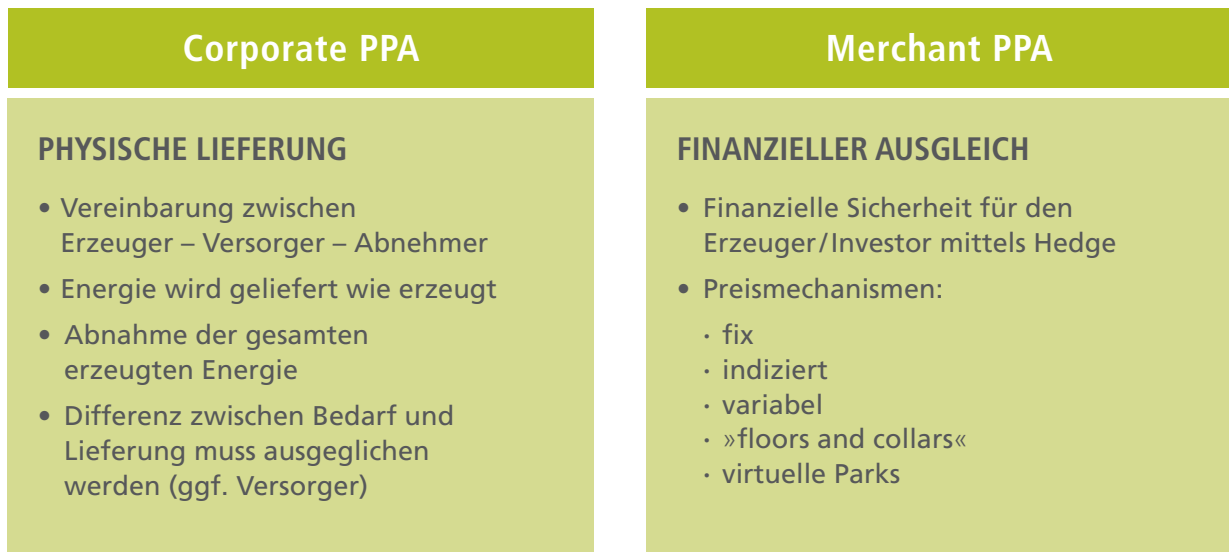 Corporate PPA
PHYSISCHE LIEFERUNG
• Vereinbarung zwischen
Erzeuger – Versorger – Abnehmer
• Energie wird geliefert wie erzeugt
• Abnahme der gesamten
erzeugten Energie
• Differenz zwischen Bedarf und
Lieferung muss ausgeglichen
werden (ggf. Versorger)
Merchant PPA
FINANZIELLER AUSGLEICH
• Finanzielle Sicherheit für den
Erzeuger/Investor mittels Hedge
• Preismechanismen:
· fix
· indiziert
· variabel
· »floors and collars«
· virtuelle Parks